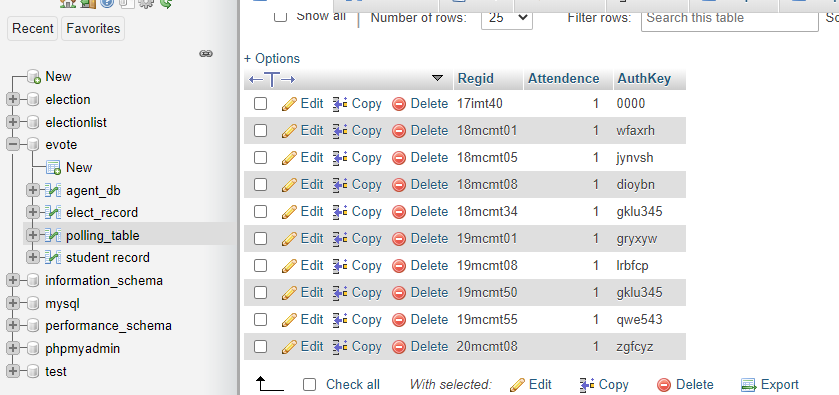 Recent Favorites
New
election
electionlist
evote
New
agent_db
elect_record
polling_table
student record
information_schema
mysql
performance_schema
phpmyadmin
test
Show all Number of rows: 25 Filter rows: Search this table
+ Options
Regid Attendence AuthKey
Edit Copy Delete 17imt40 1 0000
Edit Copy Delete 18mcmt01 1 wfaxrh
Edit Copy Delete 18mcmt05 1 jynvsh
Edit Copy Delete 18mcmt08 1 dioybn
Edit Copy Delete 18mcmt34 1 gklu345
Edit Copy Delete 19mcmt01 1 gryxyw
Edit Copy Delete 19mcmt08 1 lrbfcp
Edit Copy Delete 19mcmt50 1 gklu345
Edit Copy Delete 19mcmt55 1 qwe543
Edit Copy Delete 20mcmt08 1 zgfcyz
Check all With selected: Edit Copy Delete Export